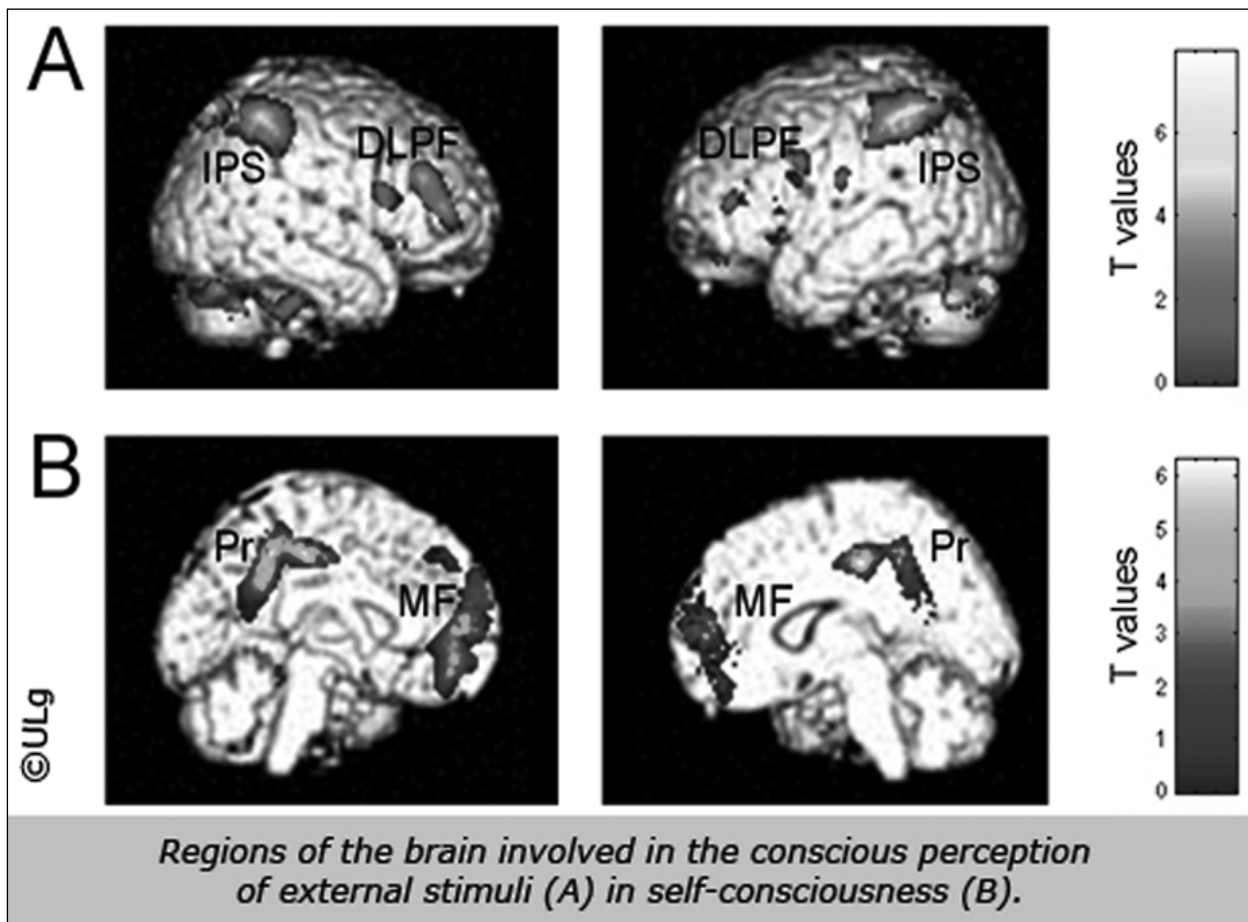 A
IPS
DLPF
DLPF
IPS
T values
6
4
2
0
B
Pr
MF
MF
Pr
T values
6
5
4
3
2
1
0
©ULg
Regions of the brain involved in the conscious perception
of external stimuli (A) in self-consciousness (B).